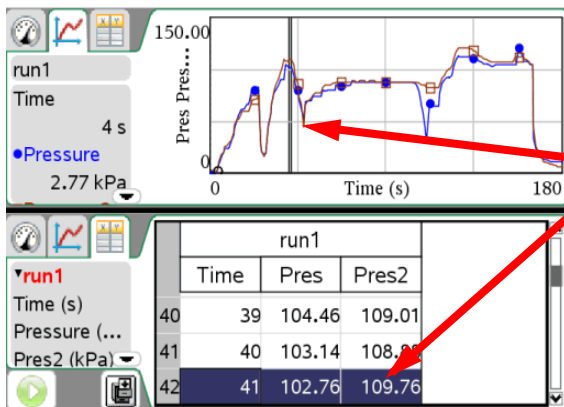 150.00
Pres Pres...
run1
Time
4 s
Pressure
2.77 kPa
0
0 Time (s) 180
run1
Time Pres Pres2
run1
Time (s)
Pressure (...
Pres2 (kPa)
40 39 104.46 109.01
41 40 103.14
42 41 102.76 109.76